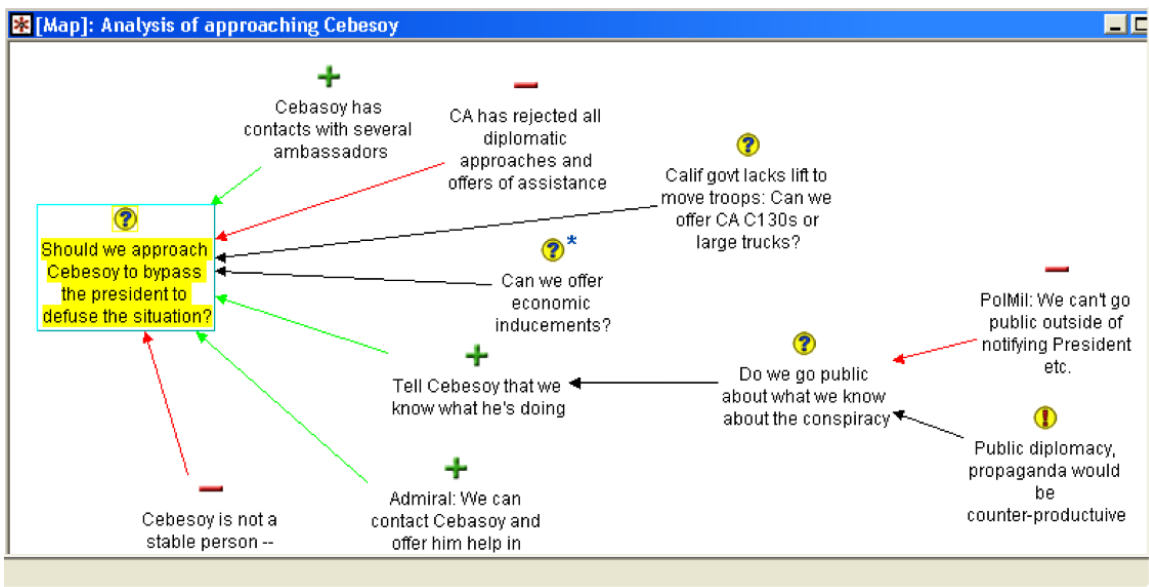 [Map]: Analysis of approaching Cebesoy
Cebasoy has
contacts with several
ambassadors
CA has rejected all
diplomatic
approaches and
offers of assistance
Calif govt lacks lift to
move troops: Can we
offer CA C130s or
large trucks?
Should we approach
Cebesoy to bypass
the president to
defuse the situation?
Can we offer
economic
inducements?
PolMil: We can't go
public outside of
notifying President
etc.
Tell Cebesoy that we
know what he's doing
Do we go public
about what we know
about the conspiracy
Public diplomacy,
propaganda would
be
counter-productuive
Cebesoy is not a
stable person --
Admiral: We can
contact Cebasoy and
offer him help in